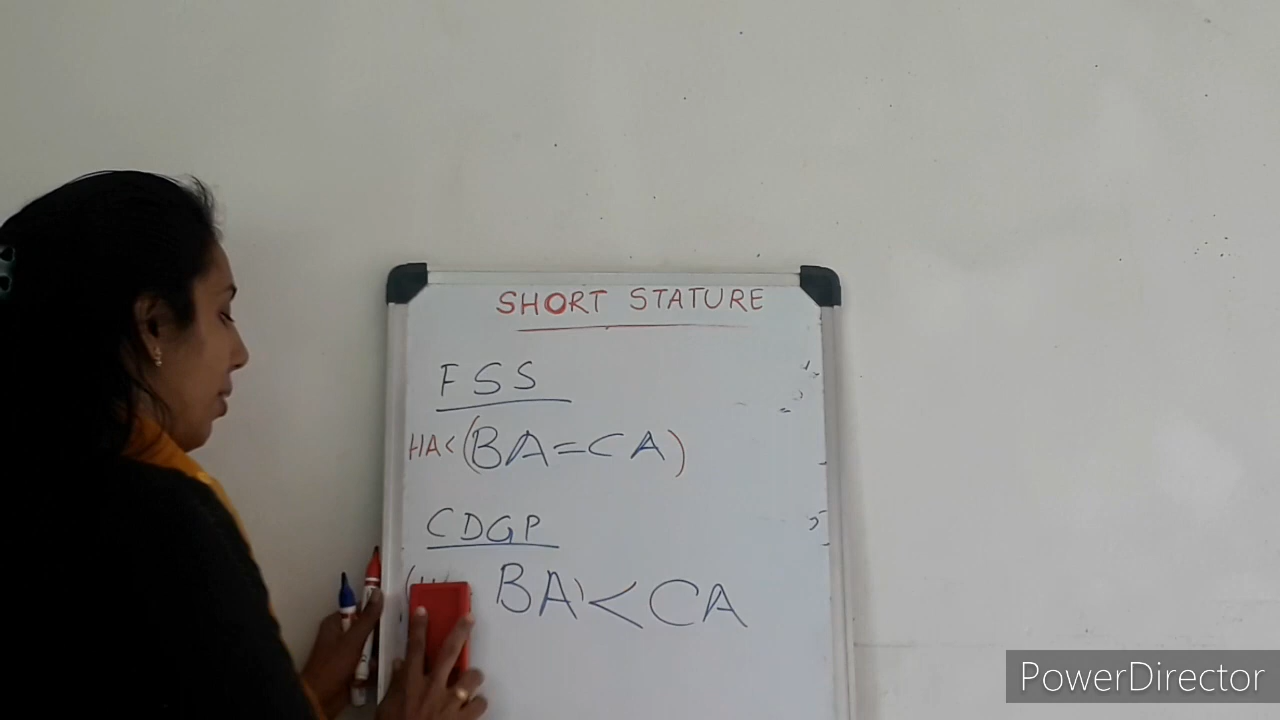 SHORT STATURE
FSS
HA< (BA=CA)
CDGP
( BA)<CA
PowerDirector